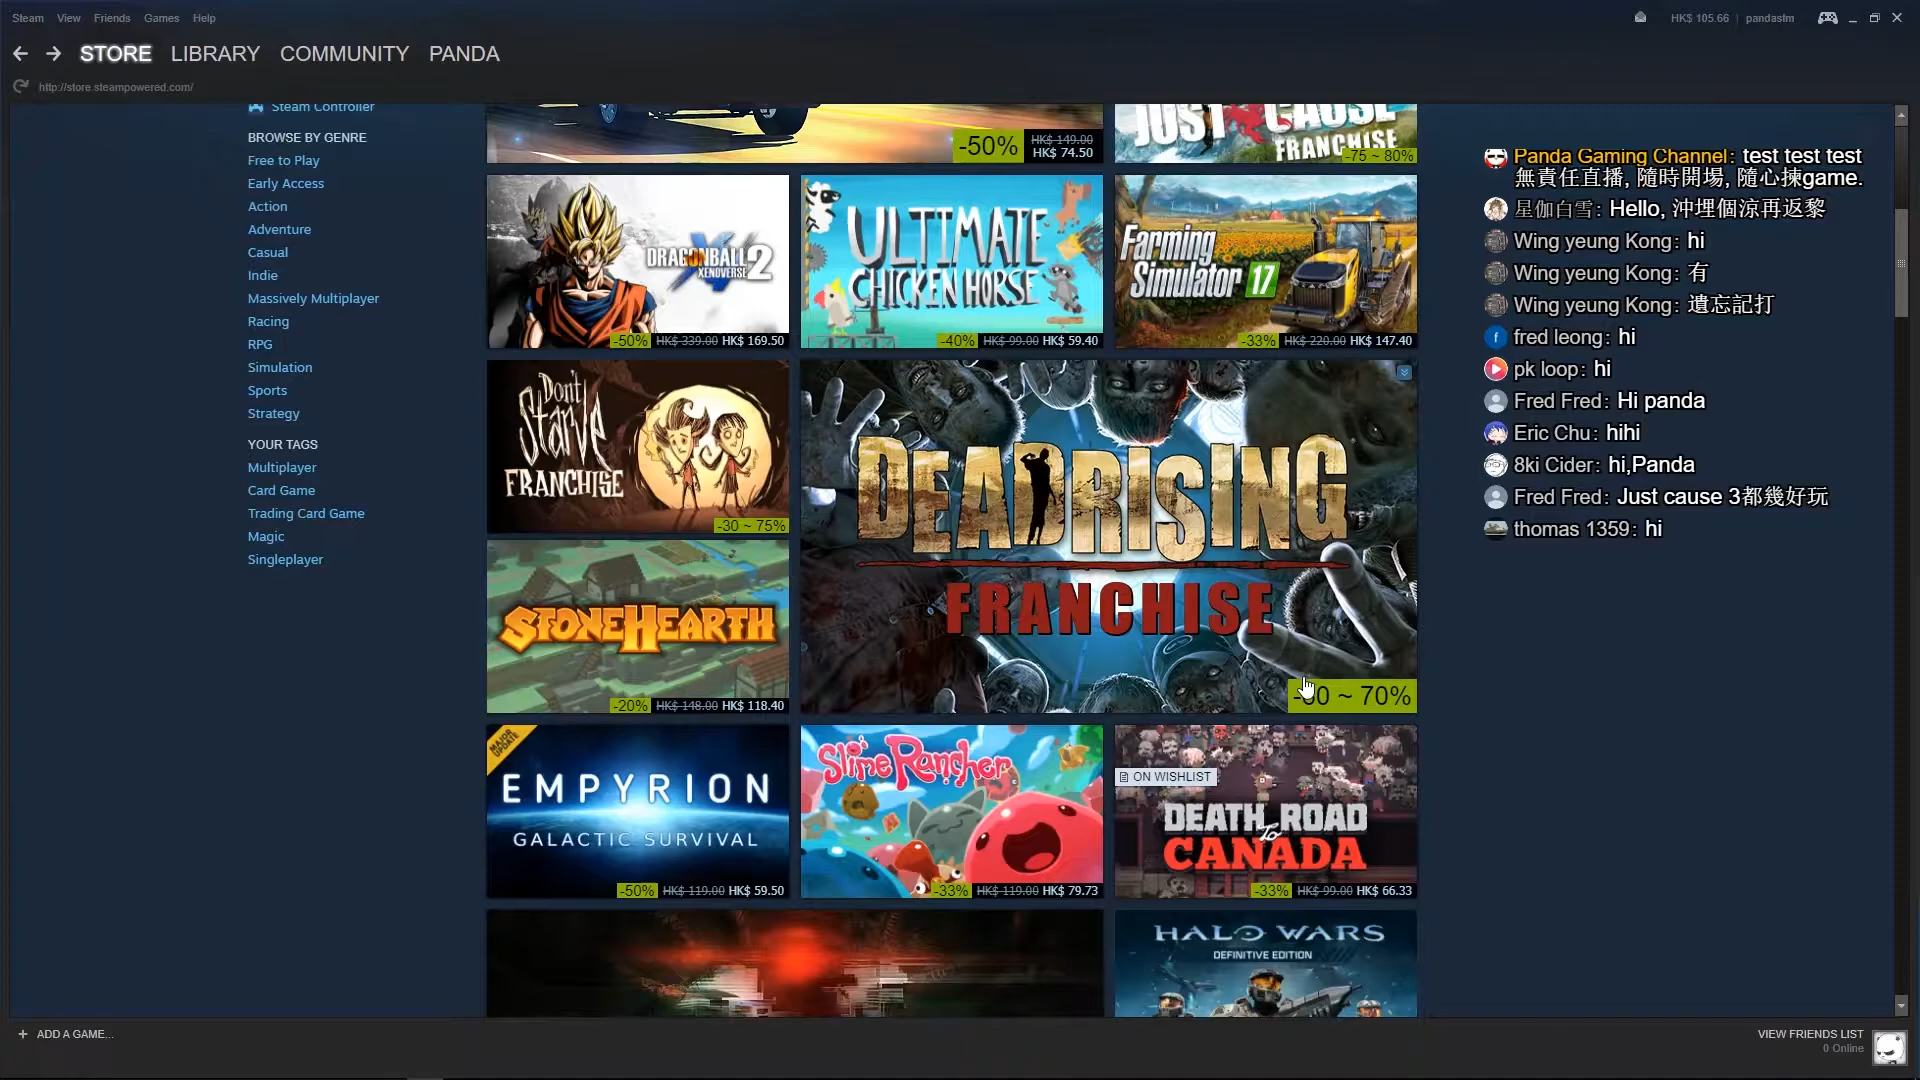 Steam View Friends Games Help
HK$ 105.66 | pandastm
STORE LIBRARY COMMUNITY PANDA
http://store.steampowered.com/
Steam Controller
BROWSE BY GENRE
Free to Play
Early Access
Action
Adventure
Casual
Indie
Massively Multiplayer
Racing
RPG
Simulation
Sports
Strategy
YOUR TAGS
Multiplayer
Card Game
Trading Card Game
Magic
Singleplayer
-50% HK$ 149.00
HK$ 74.50
JUST CAUSE
FRANCHISE
-75 ~ 80%
DRAGONBALL
XENOVERSE 2
-50% HK$ 339.00 HK$ 169.50
ULTIMATE
CHICKEN HORSE
-40% HK$ 99.00 HK$ 59.40
Farming
Simulator 17
-33% HK$ 220.00 HK$ 147.40
Don't
Starve
FRANCHISE
-30 ~ 75%
DEADRISING
FRANCHISE
~ 70%
STONEHEARTH
-20% HK$ 148.00 HK$ 118.40
MAJOR
UPDATE
EMPYRION
GALACTIC SURVIVAL
-50% HK$ 119.00 HK$ 59.50
Slime Rancher
-33% HK$ 119.00 HK$ 79.73
ON WISHLIST
DEATH ROAD
To
CANADA
-33% HK$ 99.00 HK$ 66.33
HALO WARS
DEFINITIVE EDITION
Panda Gaming Channel: test test test
無責任直播, 隨時開場, 隨心揀game.
星伽白雪: Hello, 沖埋個涼再返黎
Wing yeung Kong: hi
Wing yeung Kong: 有
Wing yeung Kong: 遺忘記打
fred leong: hi
pk loop: hi
Fred Fred: Hi panda
Eric Chu: hihi
8ki Cider: hi,Panda
Fred Fred: Just cause 3都幾好玩
thomas 1359: hi
+ ADD A GAME...
VIEW FRIENDS LIST
0 Online